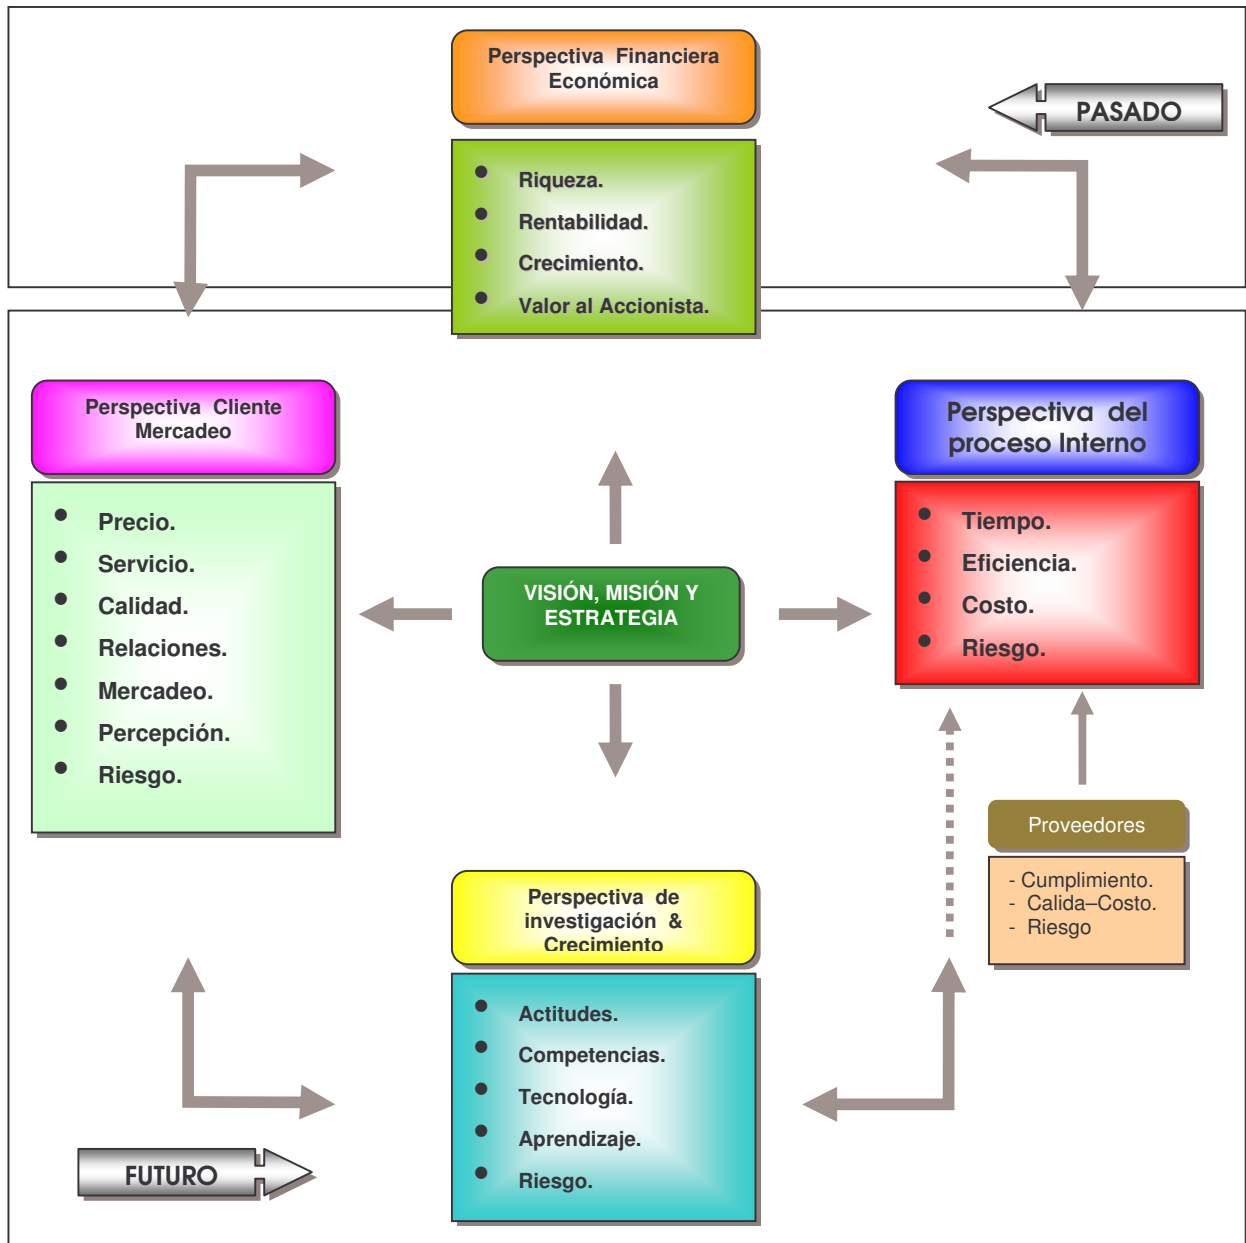 Perspectiva Financiera
Económica
PASADO
• Riqueza.
• Rentabilidad.
• Crecimiento.
• Valor al Accionista.
Perspectiva Cliente
Mercadeo
• Precio.
• Servicio.
• Calidad.
• Relaciones.
• Mercadeo.
• Percepción.
• Riesgo.
VISIÓN, MISIÓN Y
ESTRATEGIA
Perspectiva del
proceso Interno
• Tiempo.
• Eficiencia.
• Costo.
• Riesgo.
Proveedores
- Cumplimiento.
- Calida–Costo.
- Riesgo
Perspectiva de
investigación &
Crecimiento
• Actitudes.
• Competencias.
• Tecnología.
• Aprendizaje.
• Riesgo.
FUTURO